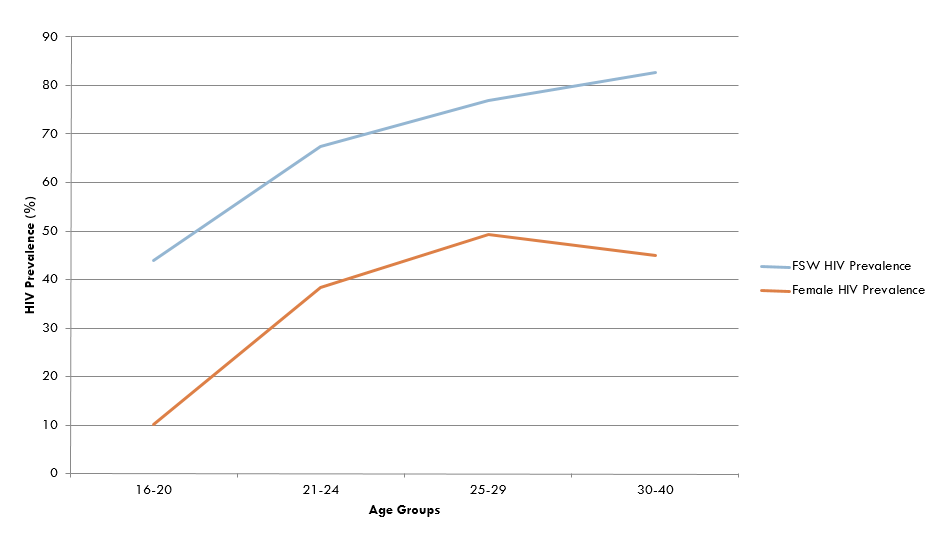 90
80
70
60
50
40
30
20
10
0
HIV Prevalence (%)
16-20 21-24 25-29 30-40
Age Groups
FSW HIV Prevalence
Female HIV Prevalence